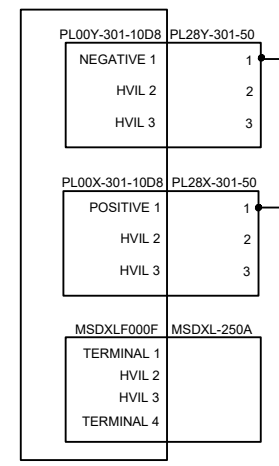 PL00Y-301-10D8 PL28Y-301-50
NEGATIVE 1 1
HVIL 2 2
HVIL 3 3
PL00X-301-10D8 PL28X-301-50
POSITIVE 1 1
HVIL 2 2
HVIL 3 3
MSDXLF000F MSDXL-250A
TERMINAL 1
HVIL 2
HVIL 3
TERMINAL 4